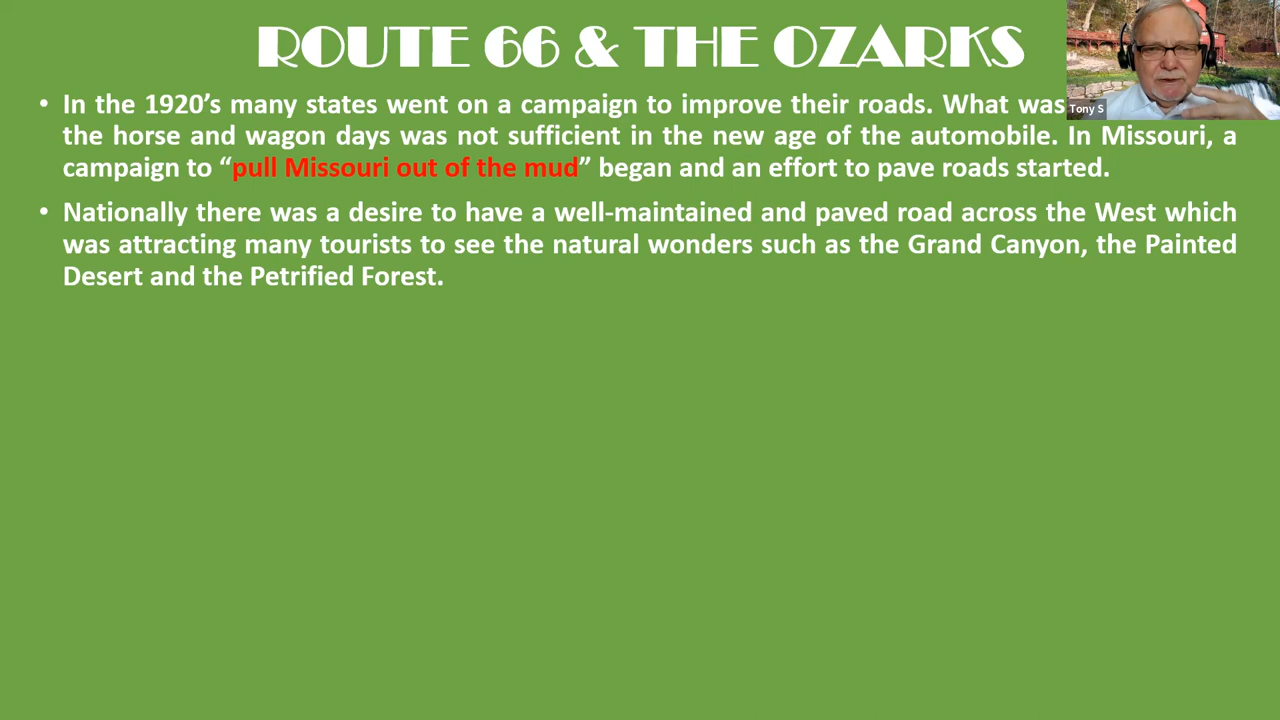 ROUTE 66 & THE OZARKS
Tony S
• In the 1920’s many states went on a campaign to improve their roads. What was
the horse and wagon days was not sufficient in the new age of the automobile. In Missouri, a
campaign to “pull Missouri out of the mud” began and an effort to pave roads started.
• Nationally there was a desire to have a well-maintained and paved road across the West which
was attracting many tourists to see the natural wonders such as the Grand Canyon, the Painted
Desert and the Petrified Forest.